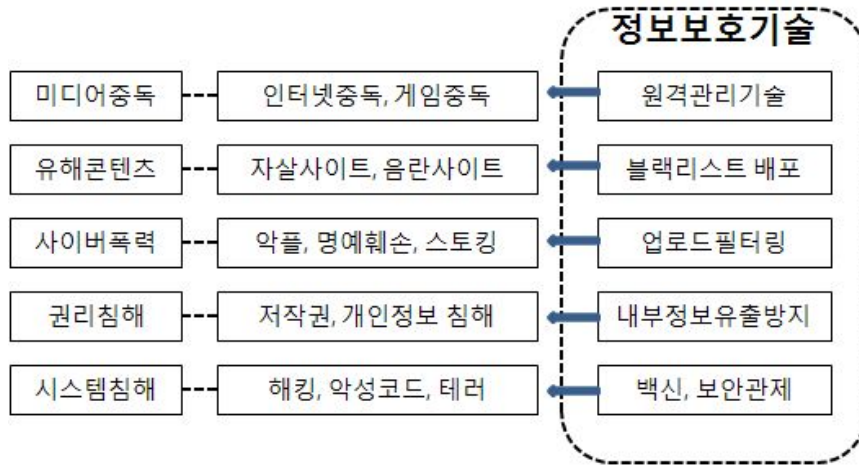 정보보호기술
미디어중독 인터넷중독, 게임중독 원격관리기술
유해콘텐츠 자살사이트, 음란사이트 블랙리스트 배포
사이버폭력 악플, 명예훼손, 스토킹 업로드필터링
권리침해 저작권, 개인정보 침해 내부정보유출방지
시스템침해 해킹, 악성코드, 테러 백신, 보안관제